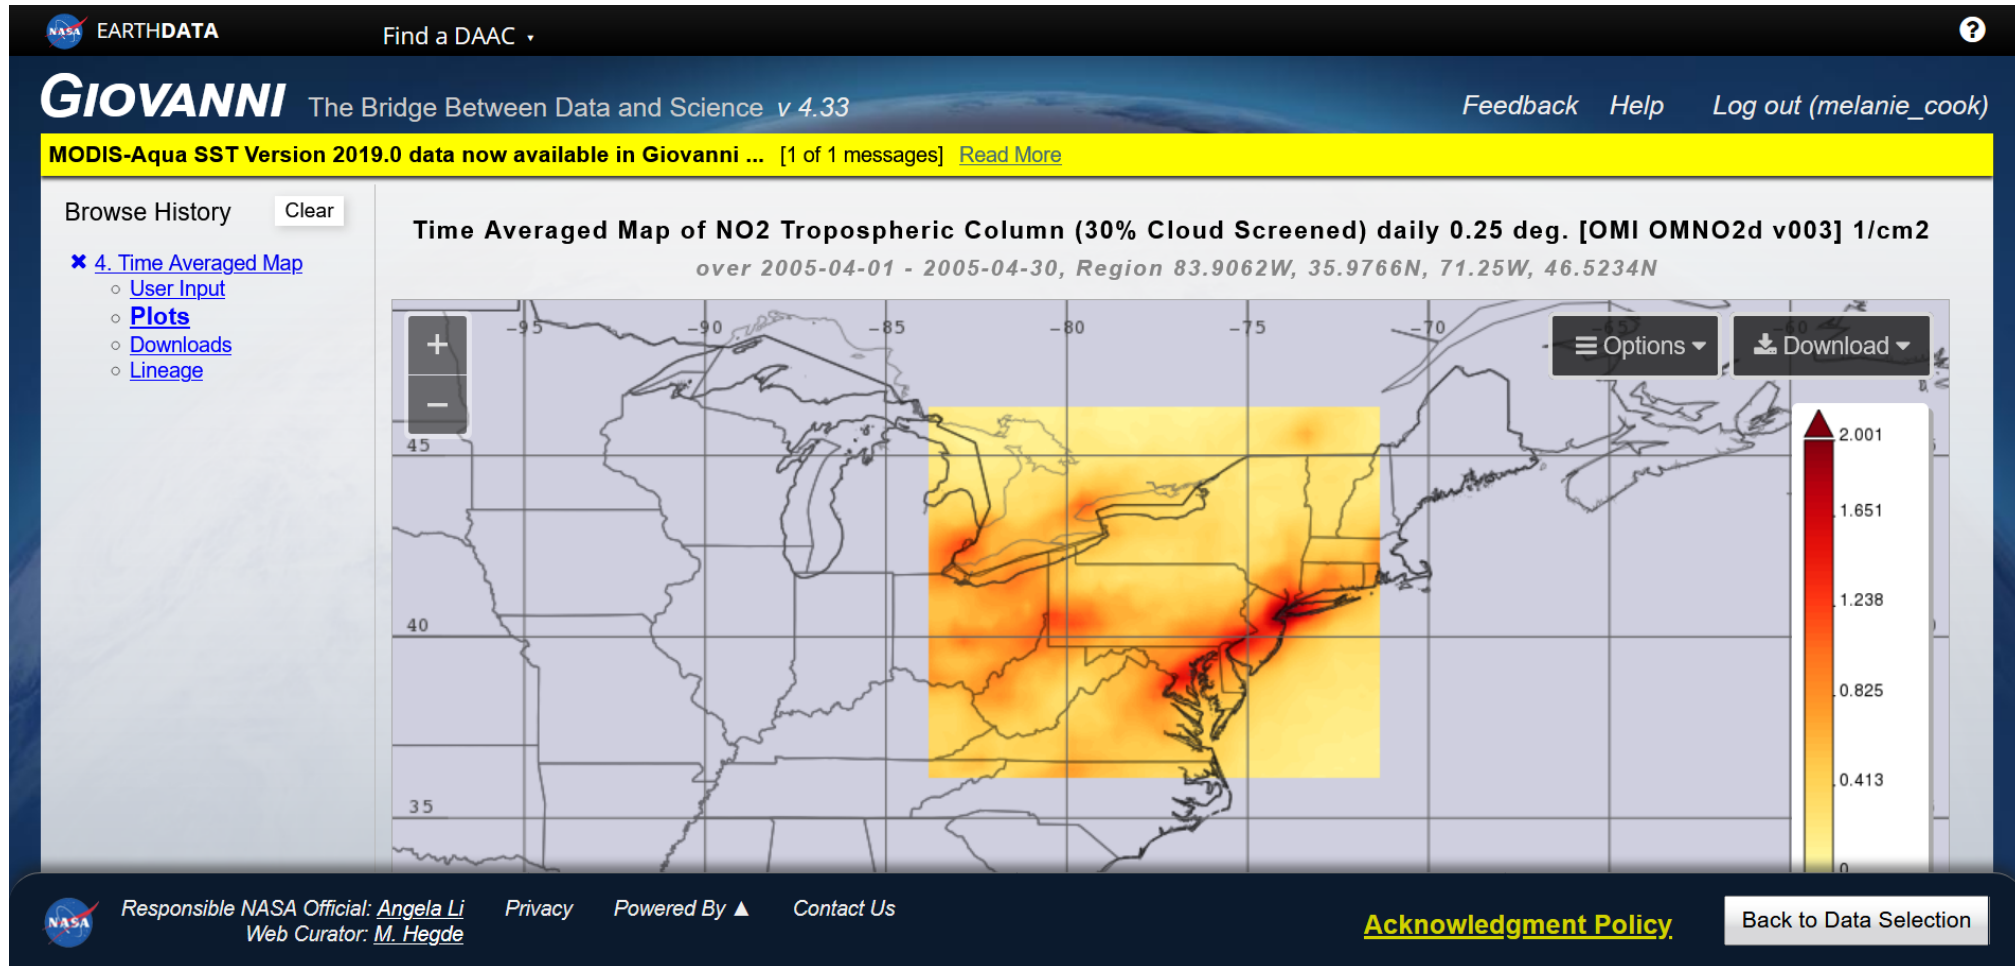 NASA EARTHDATA Find a DAAC ▾ ?
GIOVANNI The Bridge Between Data and Science v 4.33 Feedback Help Log out (melanie_cook)
MODIS-Aqua SST Version 2019.0 data now available in Giovanni ... [1 of 1 messages] Read More
Browse History Clear
✖ 4. Time Averaged Map
○ User Input
○ Plots
○ Downloads
○ Lineage
Time Averaged Map of NO2 Tropospheric Column (30% Cloud Screened) daily 0.25 deg. [OMI OMNO2d v003] 1/cm2
over 2005-04-01 - 2005-04-30, Region 83.9062W, 35.9766N, 71.25W, 46.5234N
-95 -90 -85 -80 -75 -70 -65 -60
+
−
☰ Options ▾ Download ▾
45
40
35
2.001
1.651
1.238
0.825
0.413
0
NASA
Responsible NASA Official: Angela Li Privacy Powered By ▲ Contact Us
Web Curator: M. Hegde
Acknowledgment Policy Back to Data Selection